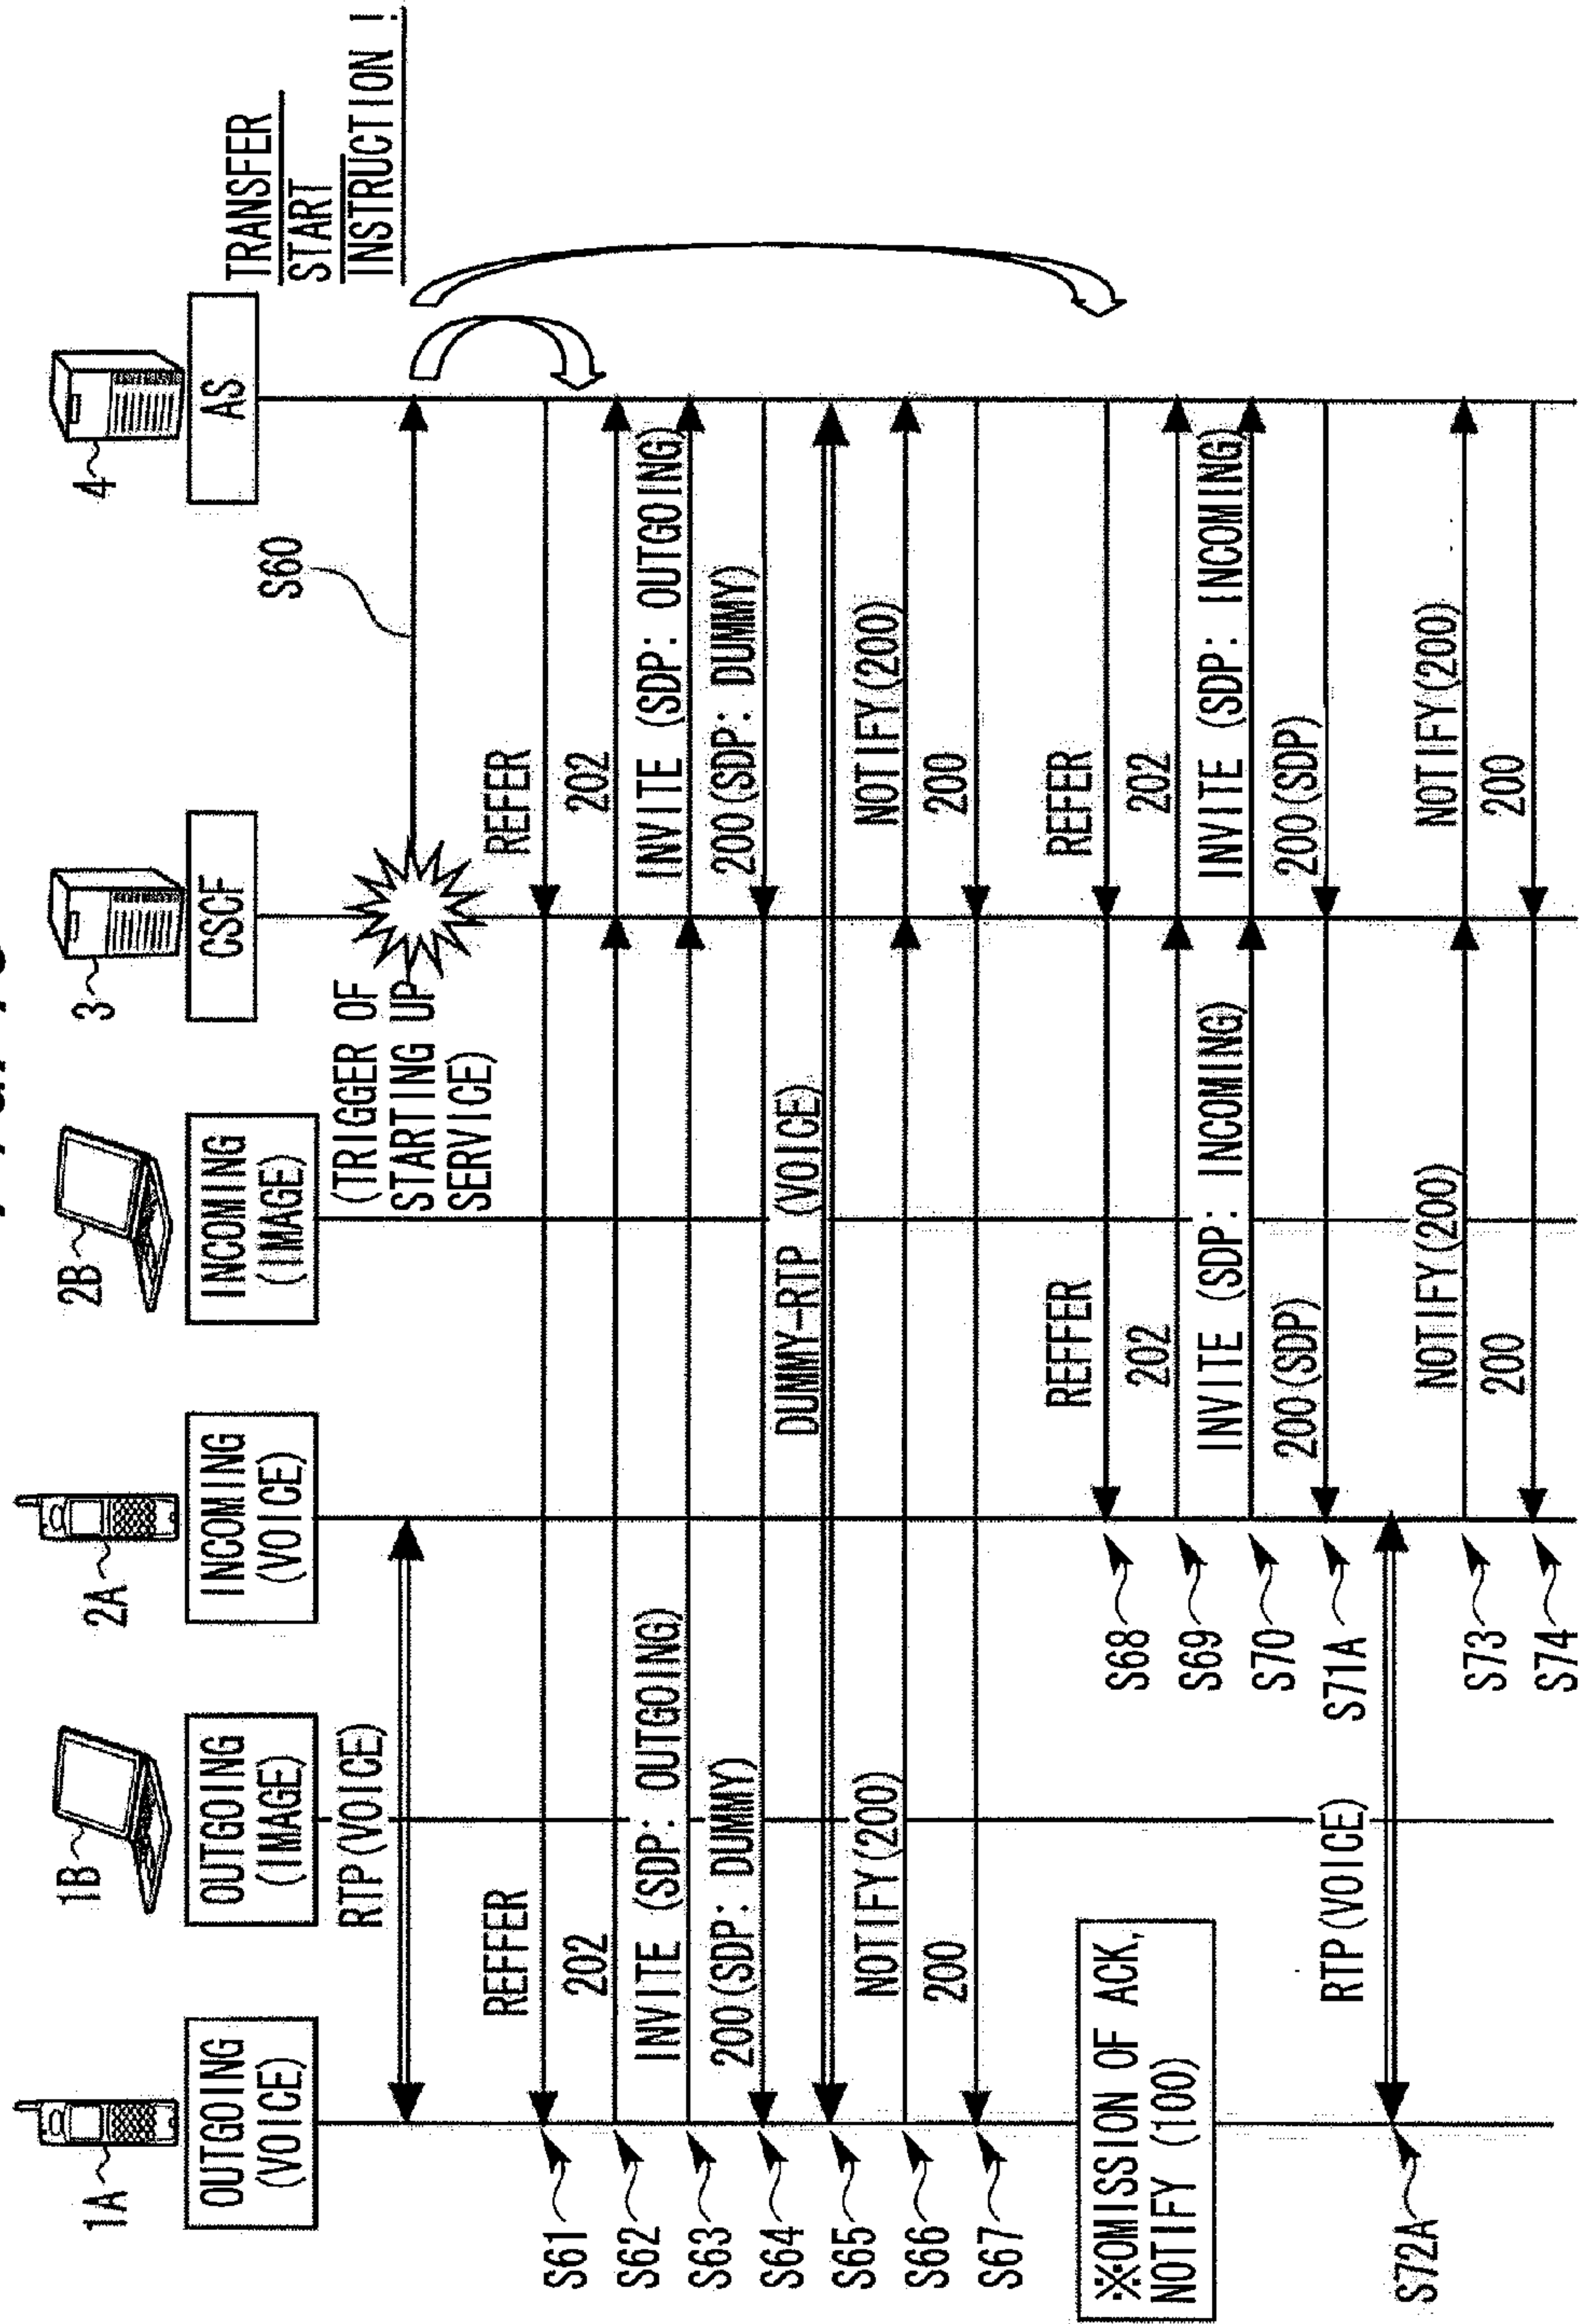 1A
1B
2A
2B
3
4
OUTGOING
(VOICE)
OUTGOING
(IMAGE)
INCOMING
(VOICE)
INCOMING
(IMAGE)
CSCF
AS
TRANSFER
START
INSTRUCTION !
RTP(VOICE)
(TRIGGER OF
STARTING UP
SERVICE)
S60
S61
REFFER
REFER
S62
202
202
S63
INVITE (SDP: OUTGOING)
INVITE (SDP: OUTGOING)
S64
200(SDP: DUMMY)
200(SDP: DUMMY)
S65
DUMMY-RTP (VOICE)
S66
NOTIFY(200)
NOTIFY(200)
S67
200
200
※OMISSION OF ACK,
NOTIFY (100)
S68
REFFER
REFER
S69
202
202
S70
INVITE (SDP: INCOMING)
INVITE (SDP: INCOMING)
S71A
200(SDP)
200(SDP)
S72A
RTP(VOICE)
S73
NOTIFY(200)
NOTIFY(200)
S74
200
200